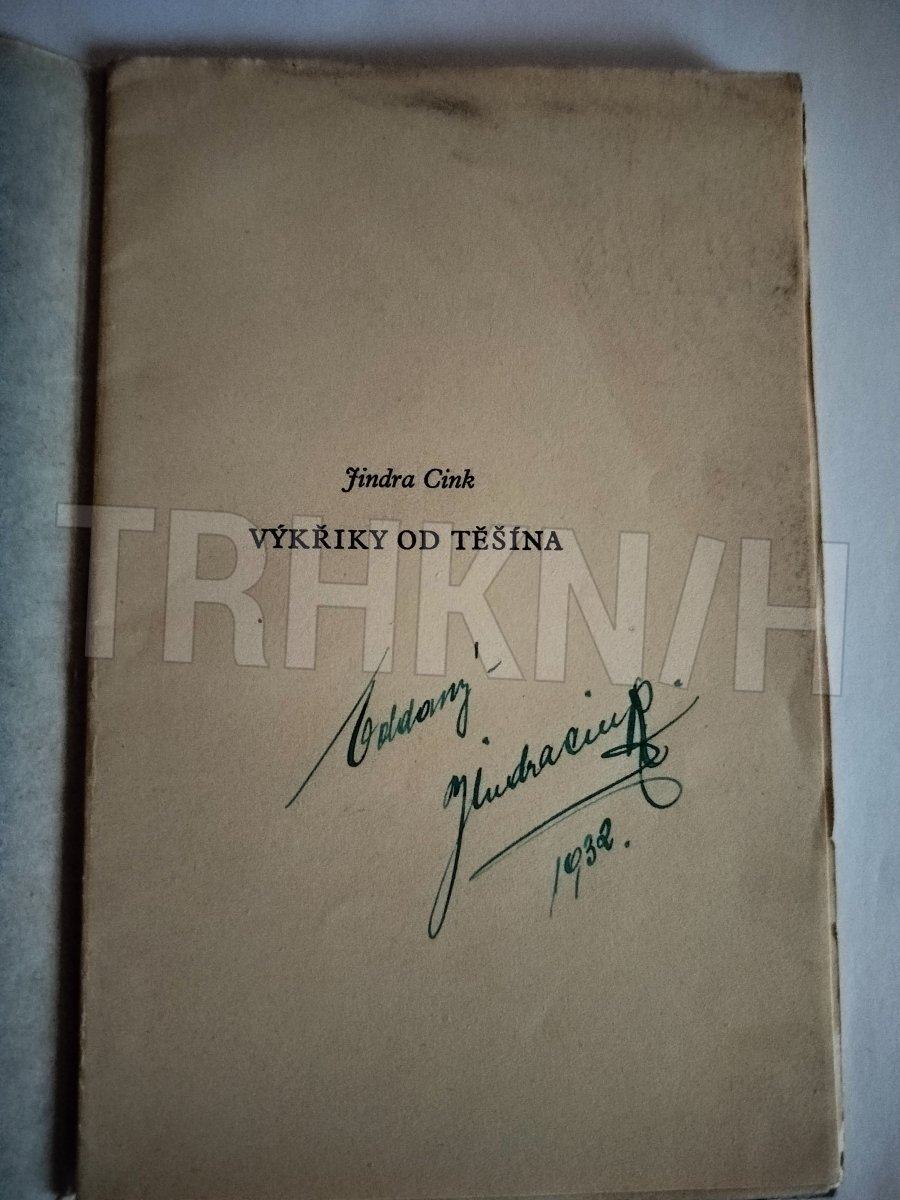 Jindra Cink
VÝKŘIKY OD TĚŠÍNA
TRHKNIH
Oddaný
Jindra Cink.
1932.